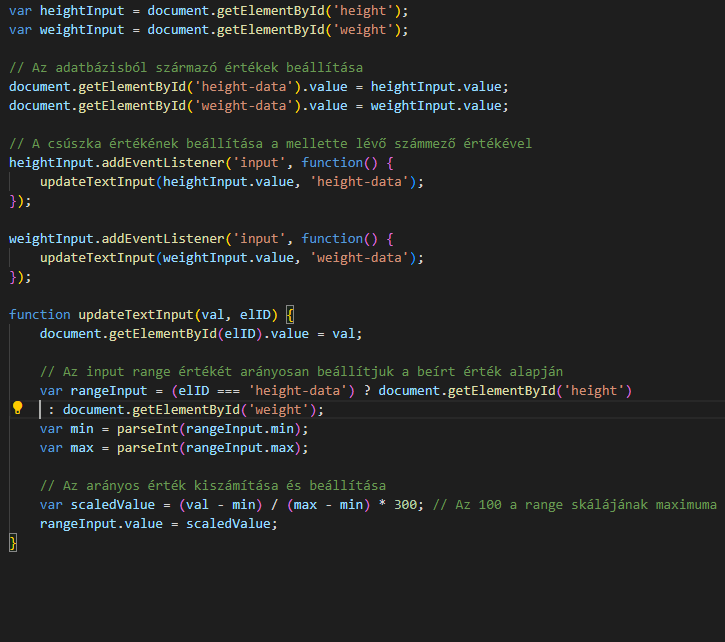 var heightInput = document.getElementById('height');
var weightInput = document.getElementById('weight');
// Az adatbázisból származó értékek beállítása
document.getElementById('height-data').value = heightInput.value;
document.getElementById('weight-data').value = weightInput.value;
// A csúszka értékének beállítása a mellette lévő számmező értékével
heightInput.addEventListener('input', function() {
updateTextInput(heightInput.value, 'height-data');
});
weightInput.addEventListener('input', function() {
updateTextInput(weightInput.value, 'weight-data');
});
function updateTextInput(val, elID) {
document.getElementById(elID).value = val;
// Az input range értékét arányosan beállítjuk a beírt érték alapján
var rangeInput = (elID === 'height-data') ? document.getElementById('height')
: document.getElementById('weight');
var min = parseInt(rangeInput.min);
var max = parseInt(rangeInput.max);
// Az arányos érték kiszámítása és beállítása
var scaledValue = (val - min) / (max - min) * 300; // Az 100 a range skálájának maximuma
rangeInput.value = scaledValue;
}